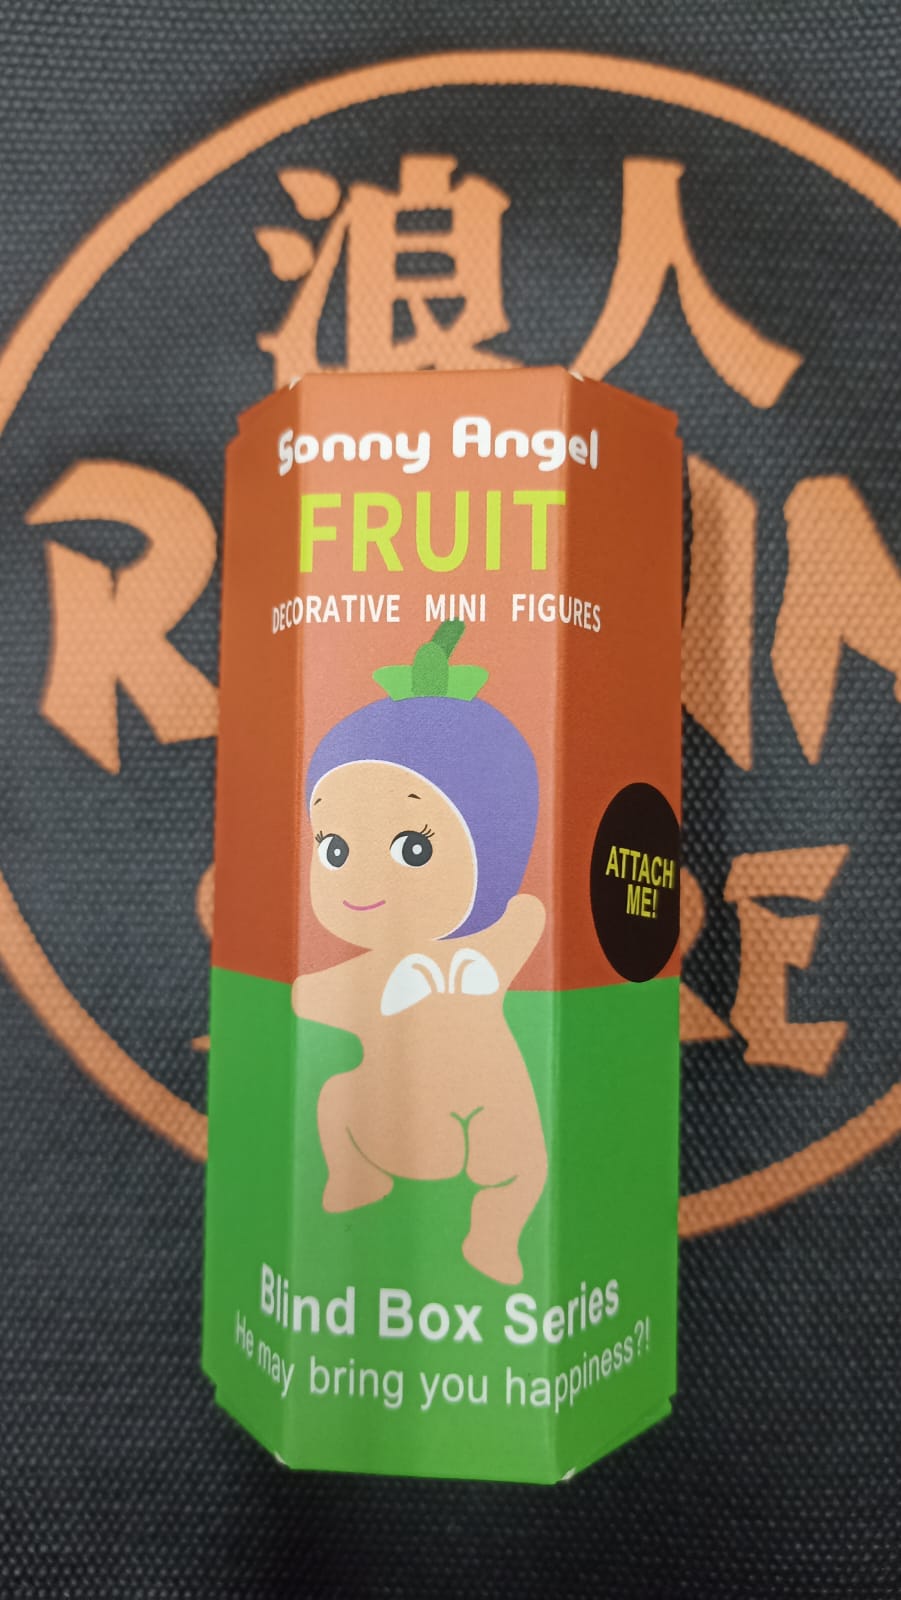 浪人
Sonny Angel
FRUIT
DECORATIVE MINI FIGURES
ATTACH
ME!
Blind Box Series
He may bring you happiness?!